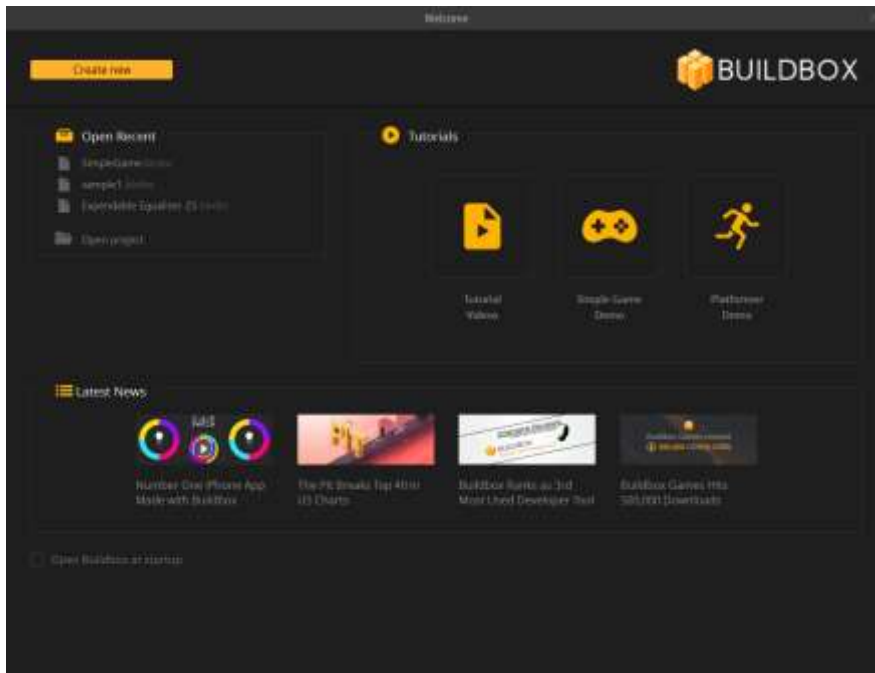 Welcome
Create new
BUILDBOX
Open Recent
SimpleGame
sample1
Expendable Equalizer 25
Open project
Tutorials
Tutorial
Videos
Simple Game
Demo
Platformer
Demo
Latest News
Number One iPhone App
Made with Buildbox
The Pit Breaks Top 40 in
US Charts
BUILDBOX
Buildbox Ranks as 3rd
Most Used Developer Tool
Buildbox Games Hits
500,000 Downloads
Open Buildbox at startup